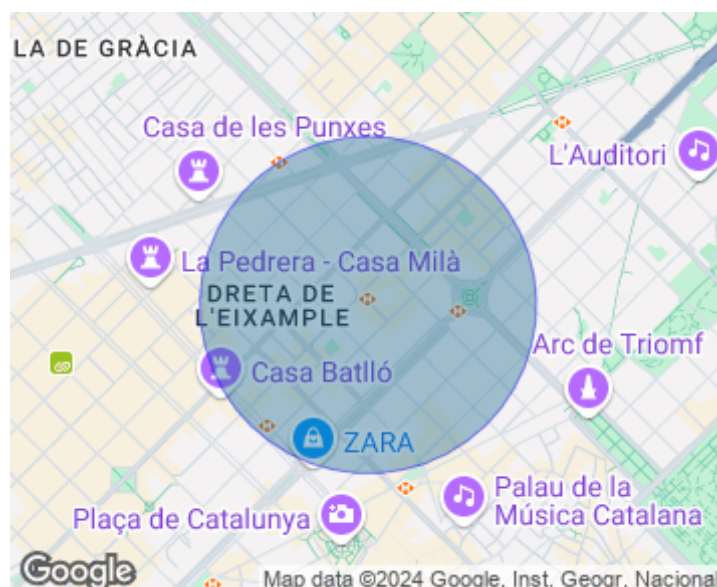 LA DE GRÀCIA
Casa de les Punxes
L'Auditori
La Pedrera - Casa Milà
DRETA DE
L'EIXAMPLE
Arc de Triomf
Casa Batlló
ZARA
Palau de la
Música Catalana
Plaça de Catalunya
Google
Map data ©2024 Google, Inst. Geogr. Nacional